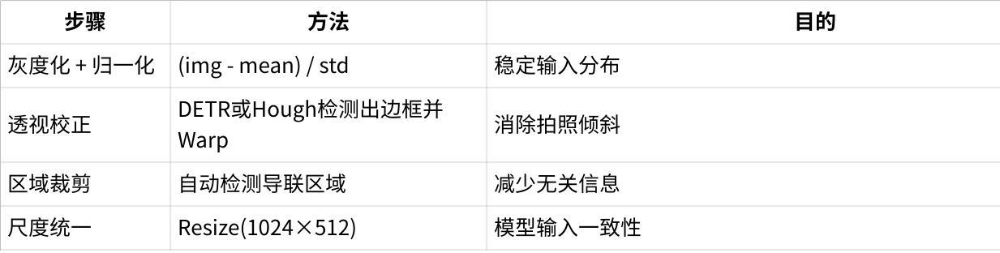 步骤 方法 目的
灰度化 + 归一化 (img - mean) / std 稳定输入分布
透视校正 DETR或Hough检测出边框并 消除拍照倾斜
Warp
区域裁剪 自动检测导联区域 减少无关信息
尺度统一 Resize(1024×512) 模型输入一致性